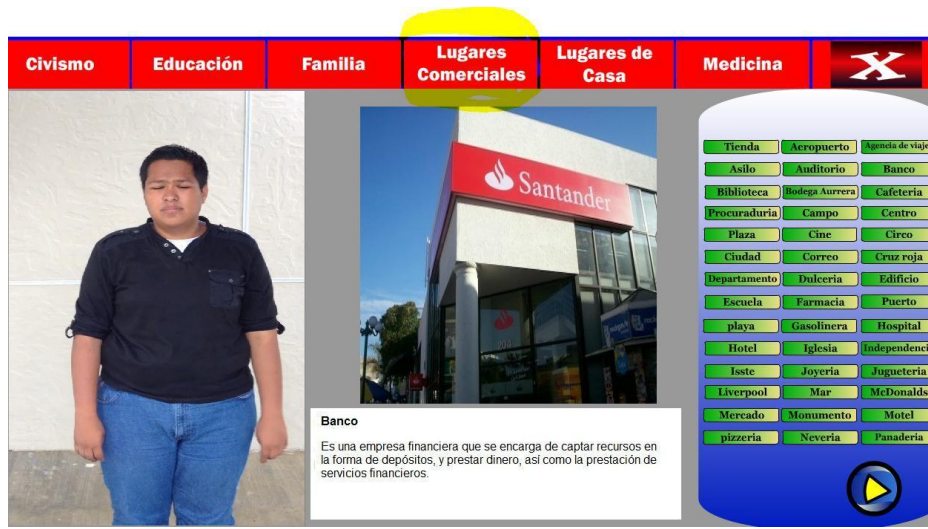 Civismo
Educación
Familia
Lugares
Comerciales
Lugares de
Casa
Medicina
X
Santander
Banco
Es una empresa financiera que se encarga de captar recursos en
la forma de depósitos, y prestar dinero, así como la prestación de
servicios financieros.
Tienda Aeropuerto Agencia de viaje
Asilo Auditorio Banco
Biblioteca Bodega Aurrera Cafeteria
Procuraduria Campo Centro
Plaza Cine Circo
Ciudad Correo Cruz roja
Departamento Dulceria Edificio
Escuela Farmacia Puerto
playa Gasolinera Hospital
Hotel Iglesia Independenci
Isste Joyeria Jugueteria
Liverpool Mar McDonalds
Mercado Monumento Motel
pizzeria Neveria Panaderia